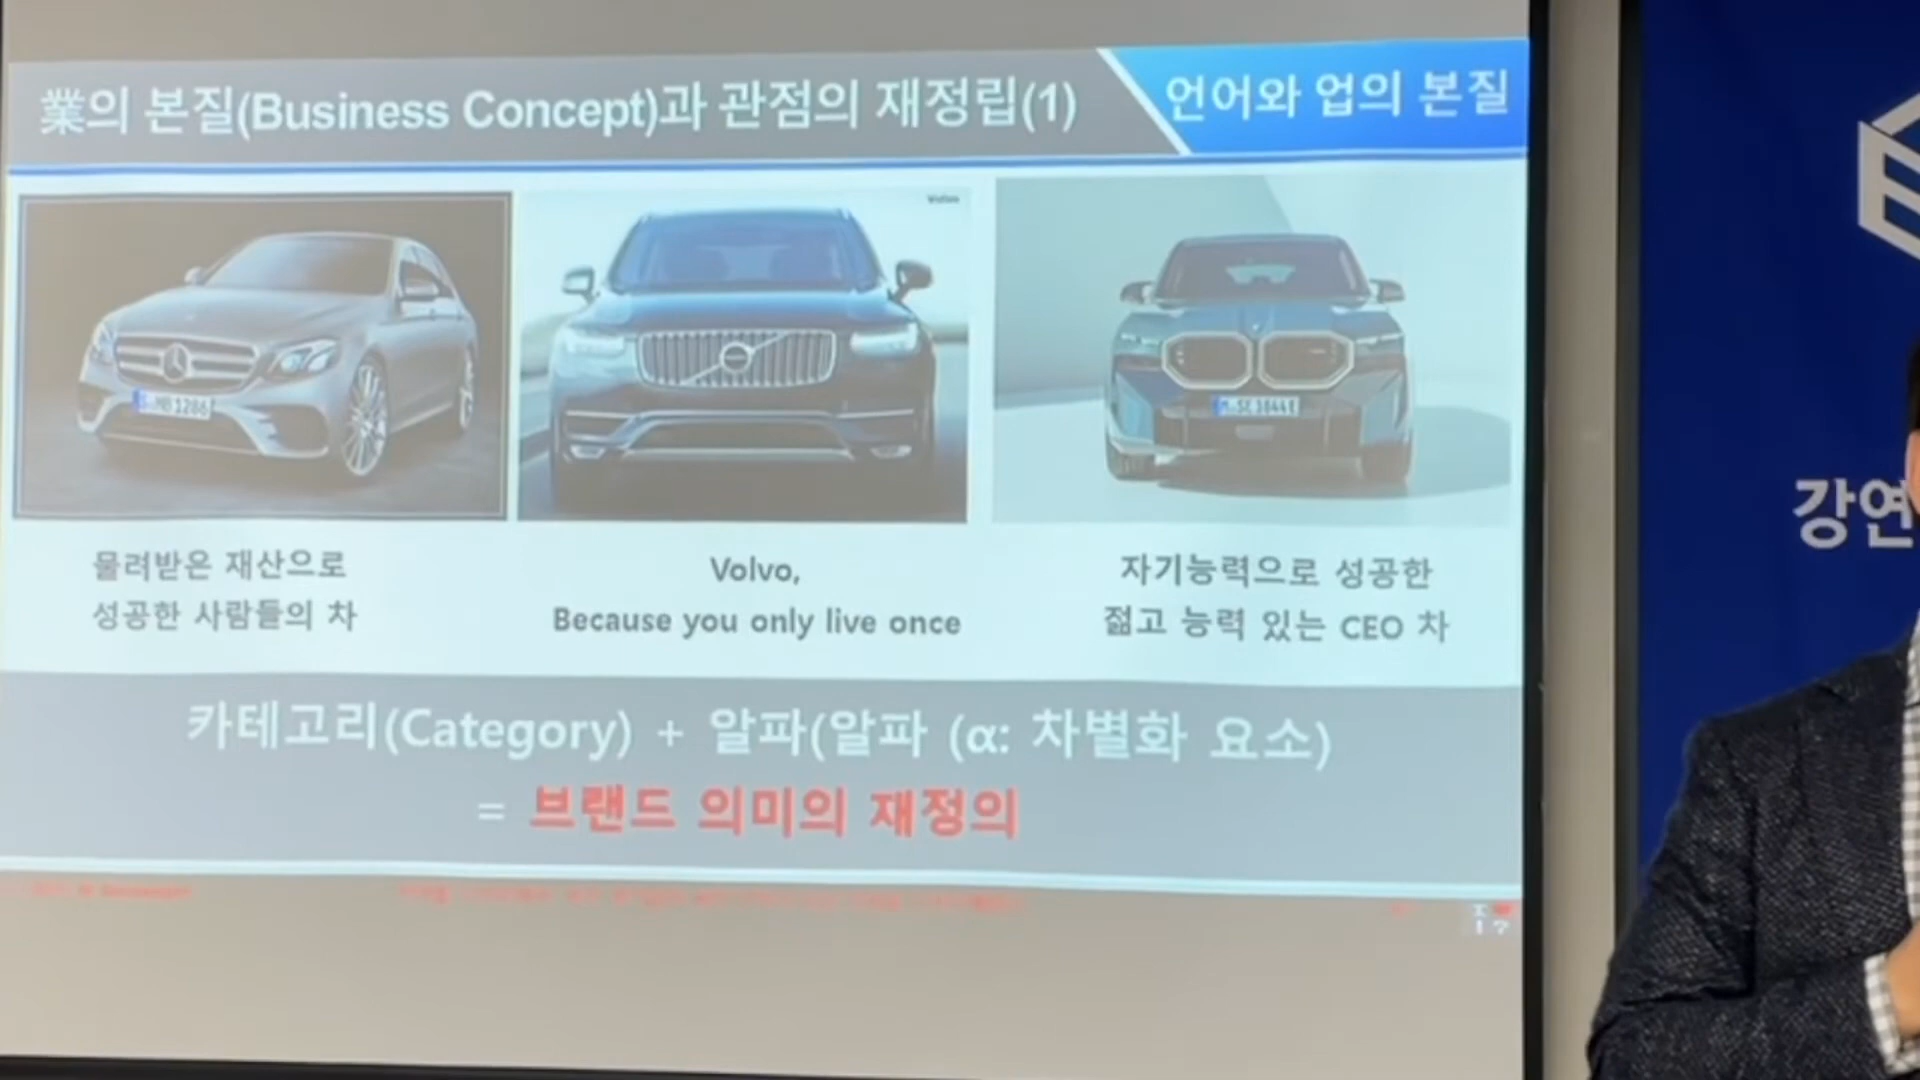 業의 본질(Business Concept)과 관점의 재정립(1)
언어와 업의 본질
Volvo
물려받은 재산으로
성공한 사람들의 차
Volvo,
Because you only live once
자기능력으로 성공한
젊고 능력 있는 CEO 차
카테고리(Category) + 알파(알파 (α: 차별화 요소)
= 브랜드 의미의 재정의
강연